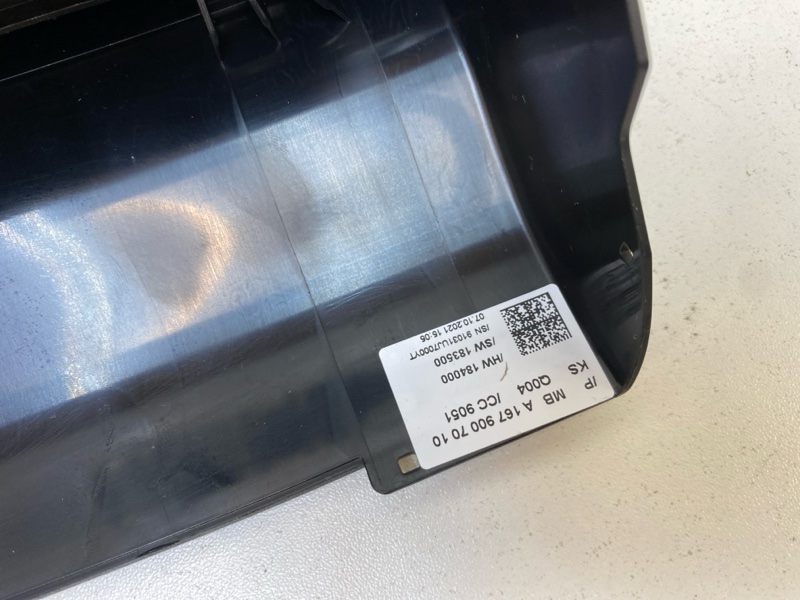 /P MB A 167 900 70 10
KS Q004 /CC 9051
/HW 184000
/SW 183500
/SN 91031UJ7000YT
07.10.2021 16:05